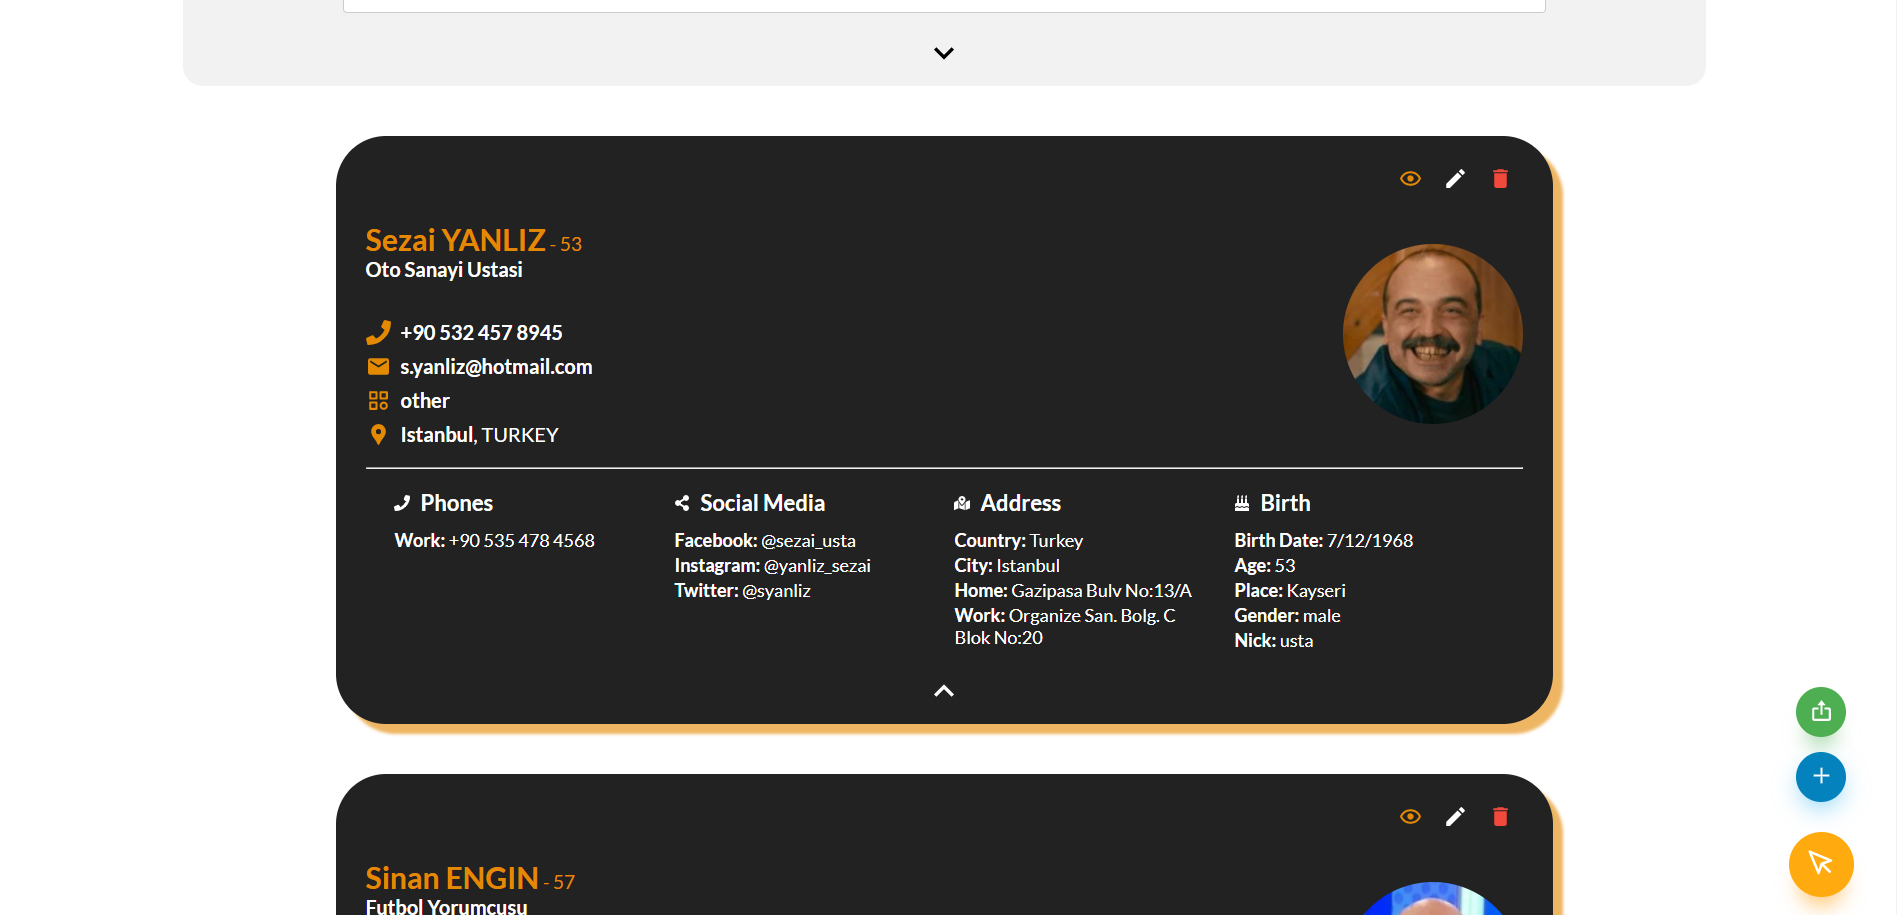 Sezai YANLIZ - 53
Oto Sanayi Ustasi
+90 532 457 8945
s.yanliz@hotmail.com
other
Istanbul, TURKEY
Phones
Work: +90 535 478 4568
Social Media
Facebook: @sezai_usta
Instagram: @yanliz_sezai
Twitter: @syanliz
Address
Country: Turkey
City: Istanbul
Home: Gazipasa Bulv No:13/A
Work: Organize San. Bolg. C
Blok No:20
Birth
Birth Date: 7/12/1968
Age: 53
Place: Kayseri
Gender: male
Nick: usta
Sinan ENGIN - 57
Futbol Yorumcusu